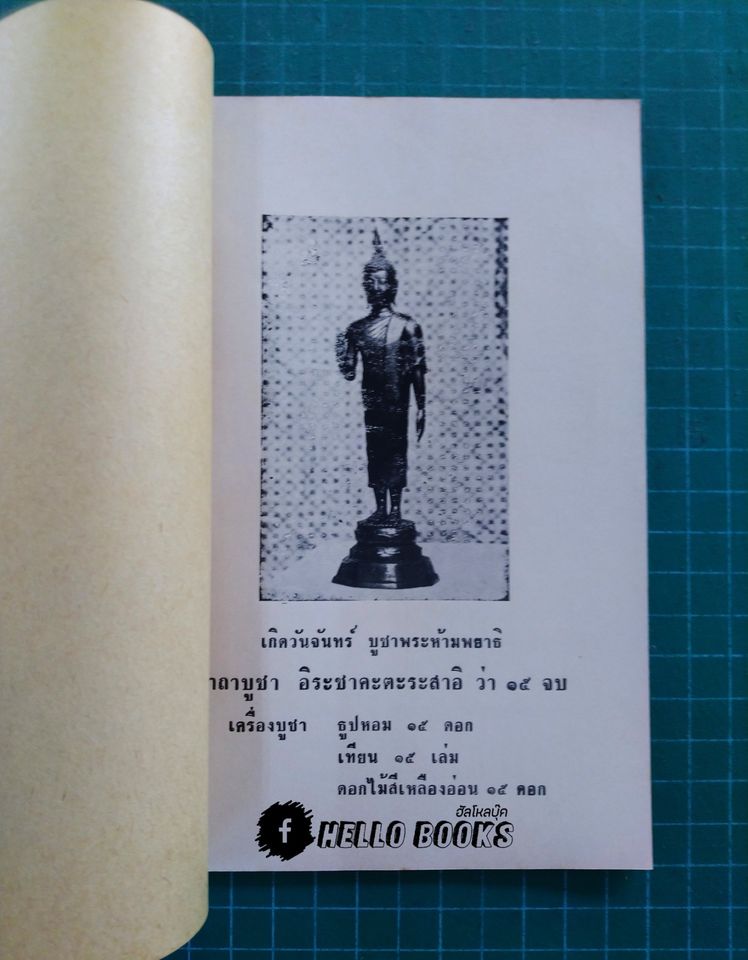 เกิดวันจันทร์ บูชาพระห้ามพยาธิ
าถาบูชา อิระชาคะตะระสาอิ ว่า ๑๕ จบ
เครื่องบูชา ธูปหอม ๑๕ ดอก
เทียน ๑๕ เล่ม
ดอกไม้สีเหลืองอ่อน ๑๕ ดอก
ฮัลโหลบุ๊ค
f HELLO BOOKS